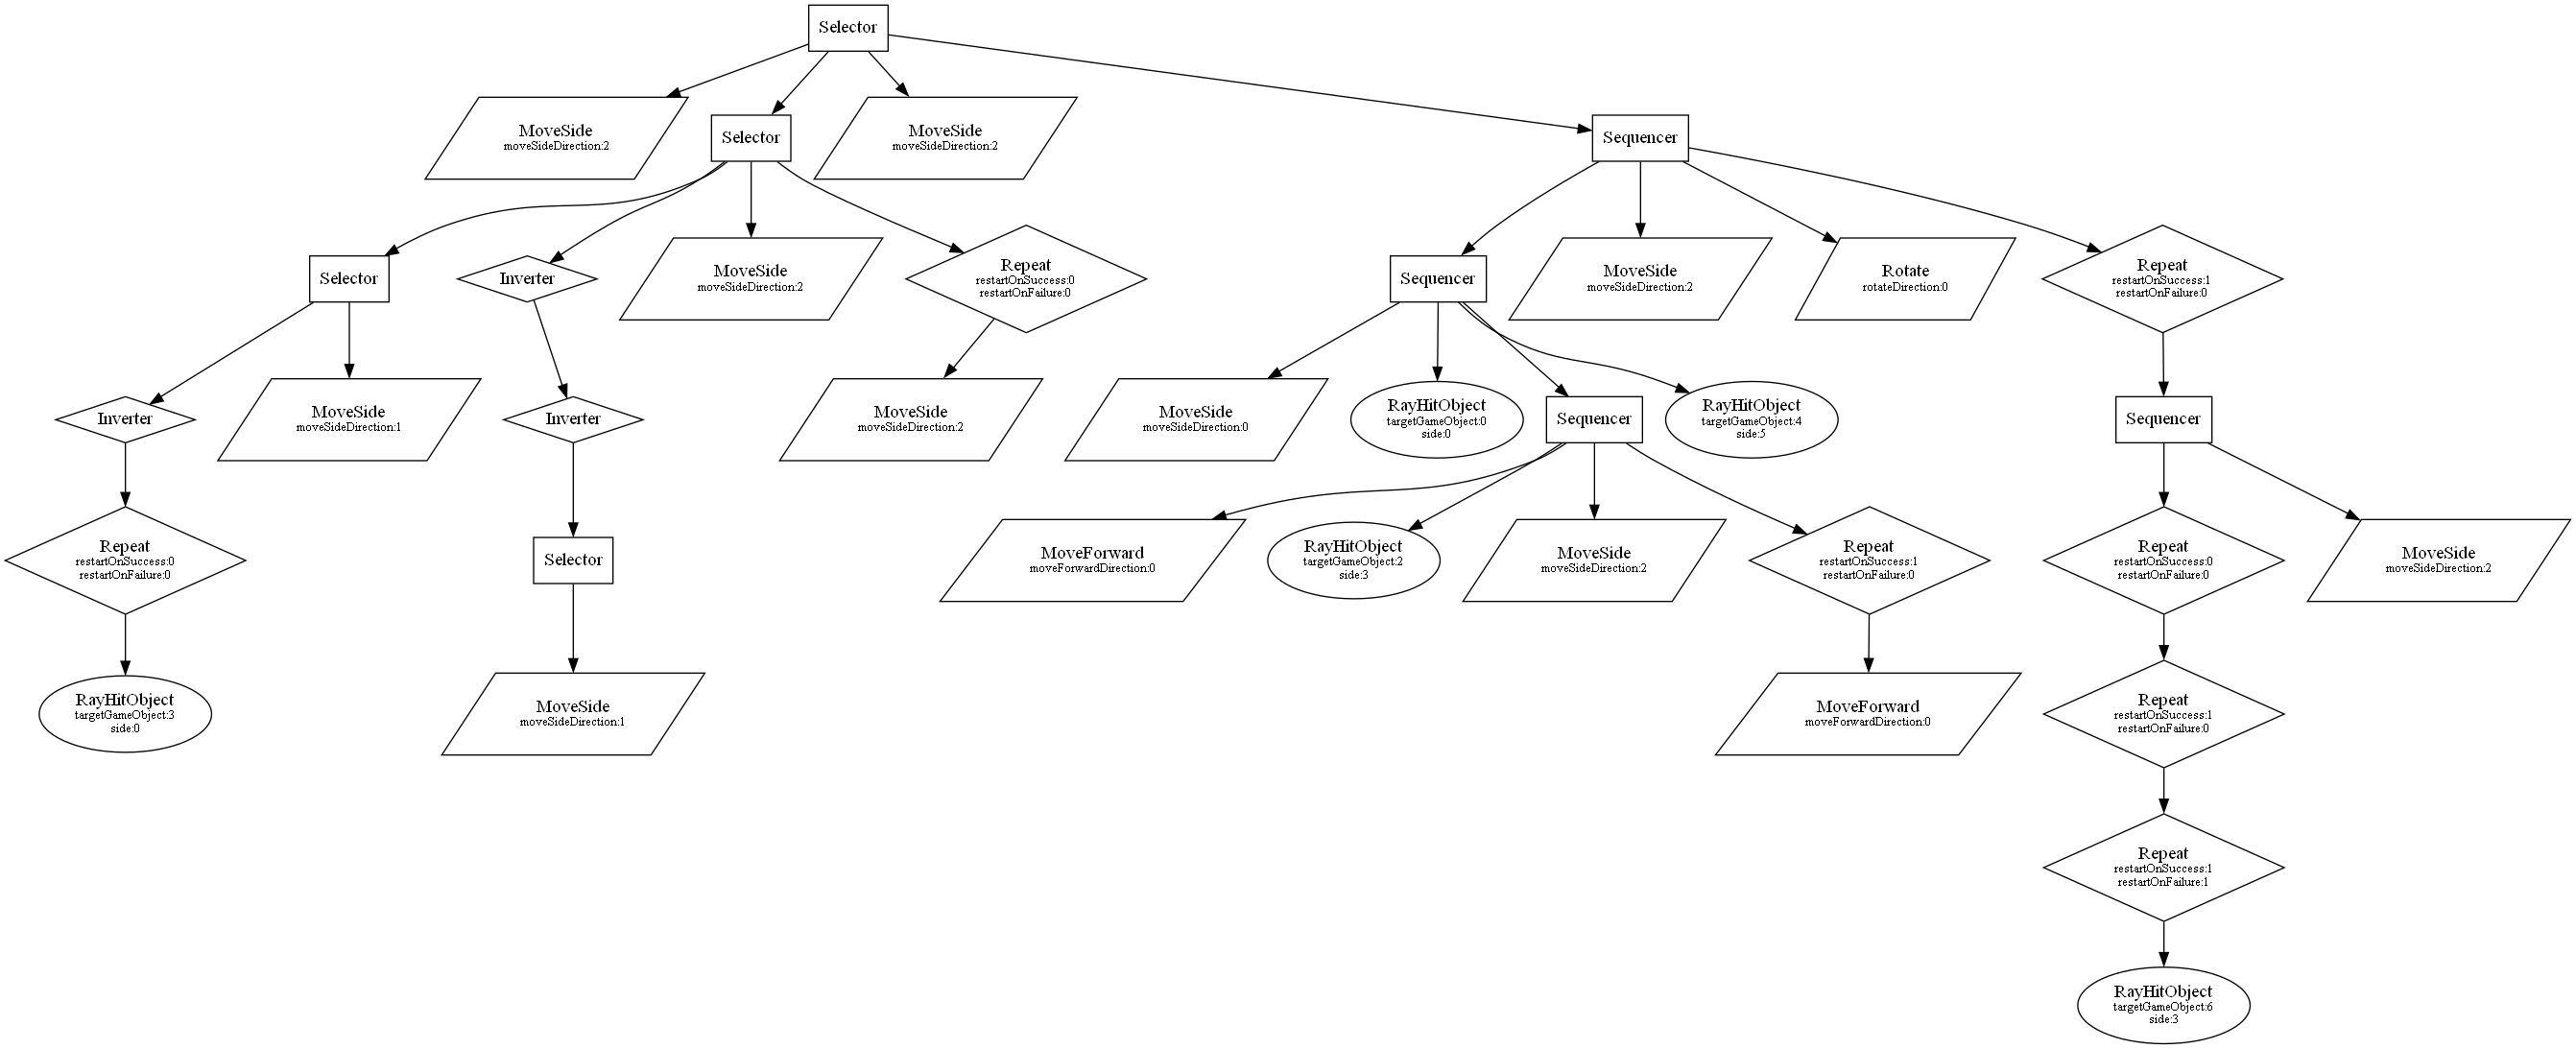 Selector
MoveSide
moveSideDirection:2
Selector
MoveSide
moveSideDirection:2
Sequencer
Selector
Inverter
MoveSide
moveSideDirection:2
Repeat
restartOnSuccess:0
restartOnFailure:0
Sequencer
MoveSide
moveSideDirection:2
Rotate
rotateDirection:0
Repeat
restartOnSuccess:1
restartOnFailure:0
Inverter
MoveSide
moveSideDirection:1
Inverter
MoveSide
moveSideDirection:2
MoveSide
moveSideDirection:0
RayHitObject
targetGameObject:0
side:0
Sequencer
RayHitObject
targetGameObject:4
side:5
Sequencer
Repeat
restartOnSuccess:0
restartOnFailure:0
Selector
MoveForward
moveForwardDirection:0
RayHitObject
targetGameObject:2
side:3
MoveSide
moveSideDirection:2
Repeat
restartOnSuccess:1
restartOnFailure:0
Repeat
restartOnSuccess:0
restartOnFailure:0
MoveSide
moveSideDirection:2
RayHitObject
targetGameObject:3
side:0
MoveSide
moveSideDirection:1
MoveForward
moveForwardDirection:0
Repeat
restartOnSuccess:1
restartOnFailure:0
Repeat
restartOnSuccess:1
restartOnFailure:1
RayHitObject
targetGameObject:6
side:3